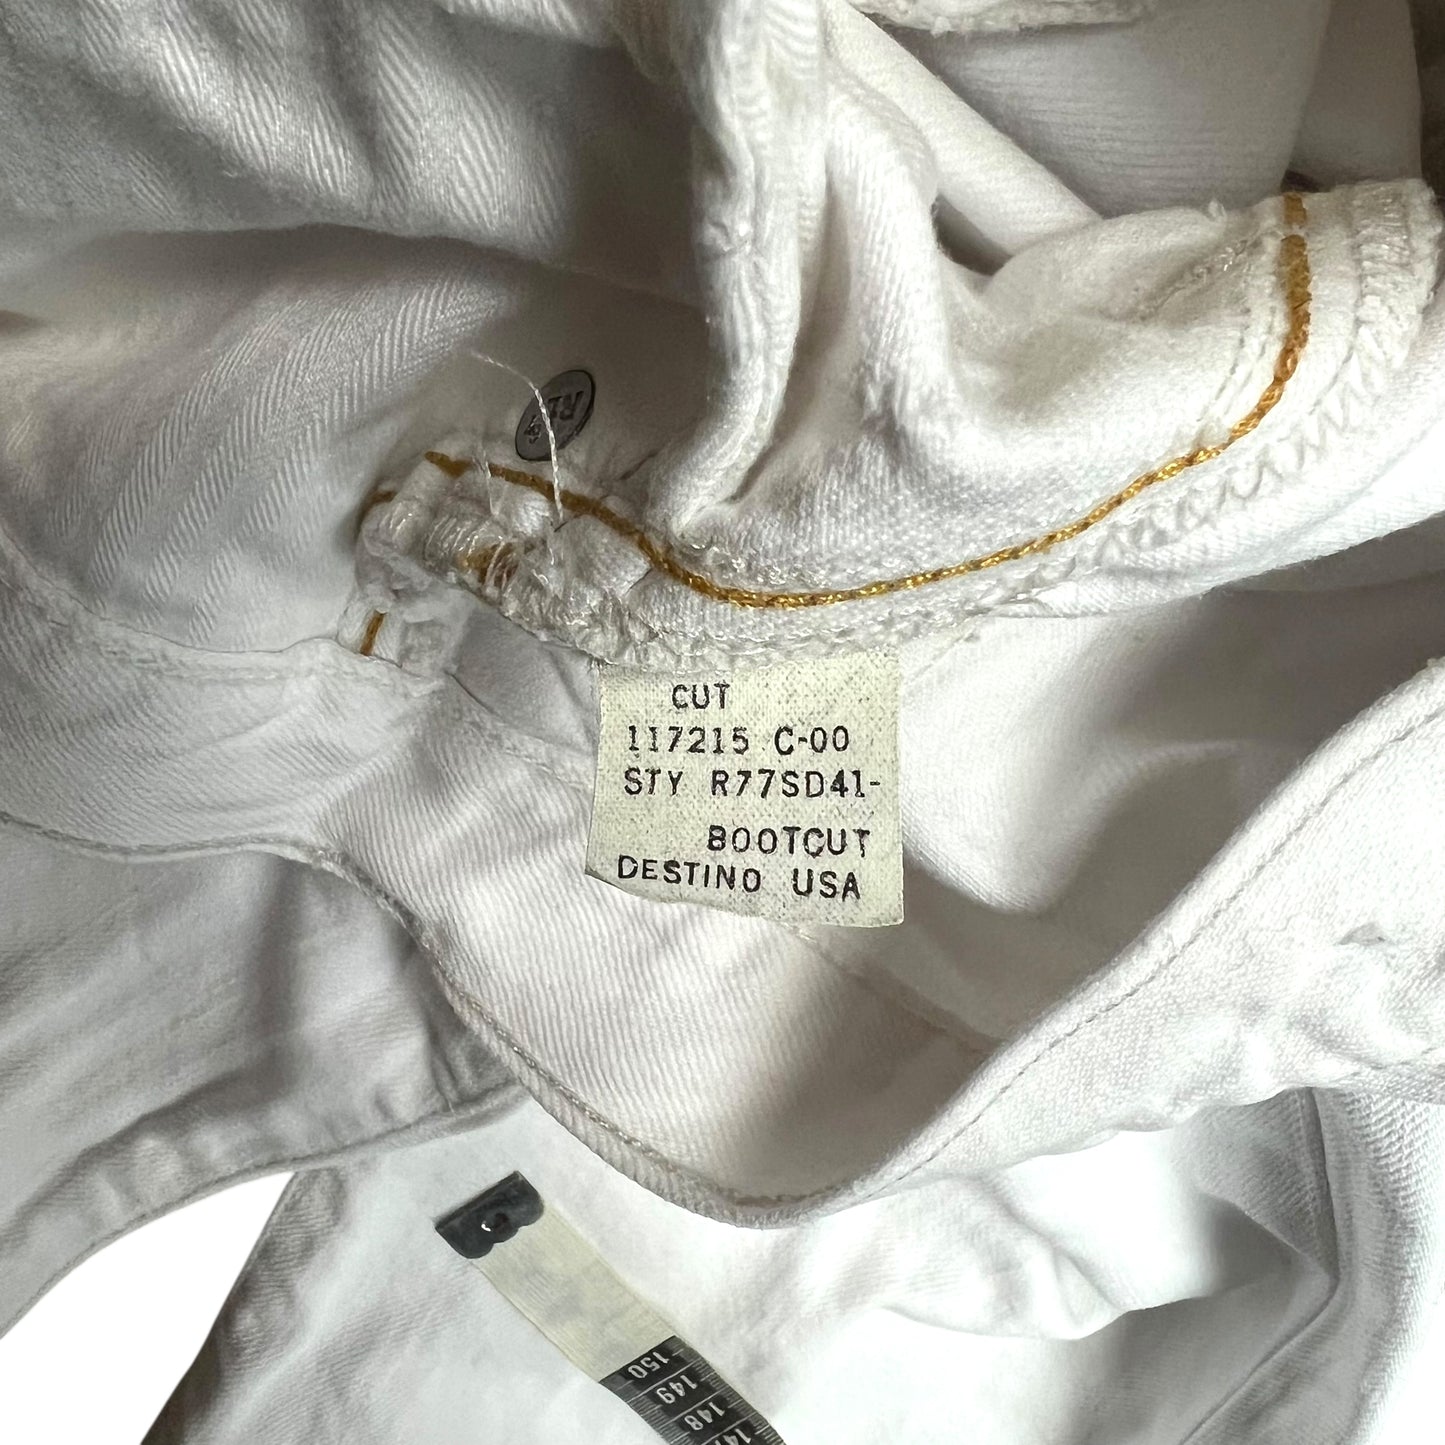 CUT
117215 C-00
STY R77SD41-
BOOTCUT
DESTINO USA
150
149
148